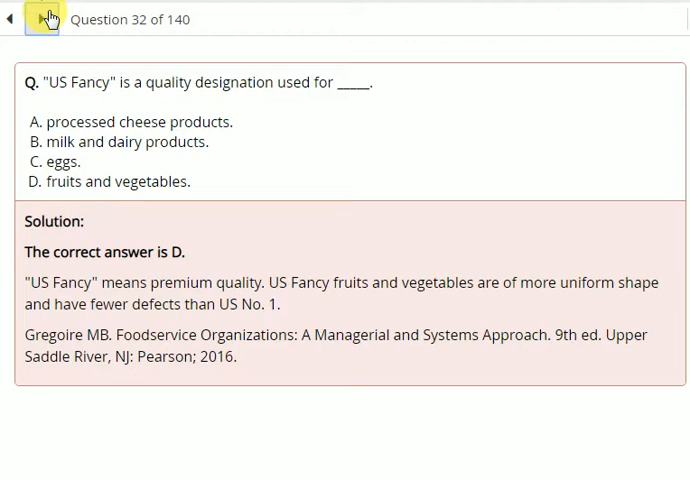 Question 32 of 140
Q. "US Fancy" is a quality designation used for _____.
A. processed cheese products.
B. milk and dairy products.
C. eggs.
D. fruits and vegetables.
Solution:
The correct answer is D.
"US Fancy" means premium quality. US Fancy fruits and vegetables are of more uniform shape
and have fewer defects than US No. 1.
Gregoire MB. Foodservice Organizations: A Managerial and Systems Approach. 9th ed. Upper
Saddle River, NJ: Pearson; 2016.